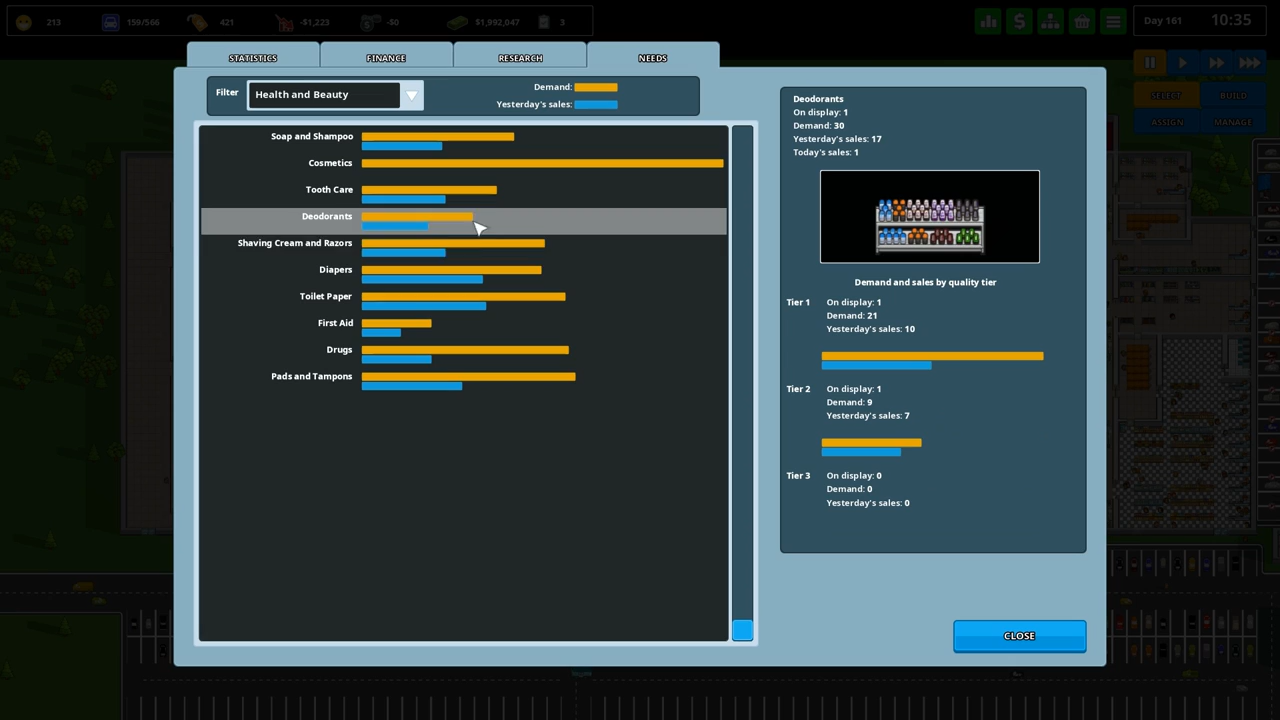 213
159/566
421
-$1,223
-$0
$1,992,047
3
Day 161
10:35
STATISTICS
FINANCE
RESEARCH
NEEDS
SELECT
BUILD
ASSIGN
MANAGE
Filter
Health and Beauty
Demand:
Yesterday's sales:
Soap and Shampoo
Cosmetics
Tooth Care
Deodorants
Shaving Cream and Razors
Diapers
Toilet Paper
First Aid
Drugs
Pads and Tampons
Deodorants
On display: 1
Demand: 30
Yesterday's sales: 17
Today's sales: 1
Demand and sales by quality tier
Tier 1
On display: 1
Demand: 21
Yesterday's sales: 10
Tier 2
On display: 1
Demand: 9
Yesterday's sales: 7
Tier 3
On display: 0
Demand: 0
Yesterday's sales: 0
CLOSE